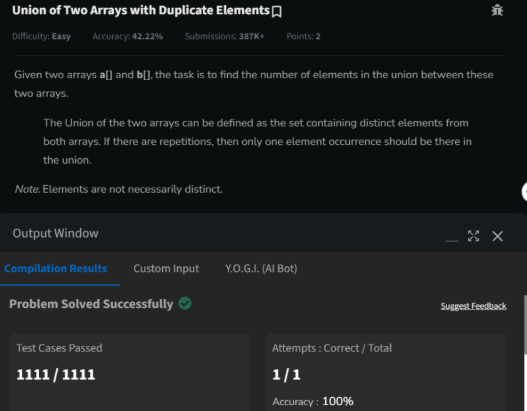 Union of Two Arrays with Duplicate Elements
Difficulty: Easy Accuracy: 42.22% Submissions: 387K+ Points: 2
Given two arrays a[] and b[], the task is to find the number of elements in the union between these
two arrays.
The Union of the two arrays can be defined as the set containing distinct elements from
both arrays. If there are repetitions, then only one element occurrence should be there in
the union.
Note: Elements are not necessarily distinct.
Output Window
Compilation Results Custom Input Y.O.G.I. (AI Bot)
Problem Solved Successfully Suggest Feedback
Test Cases Passed Attempts : Correct / Total
1111 / 1111 1 / 1
Accuracy : 100%